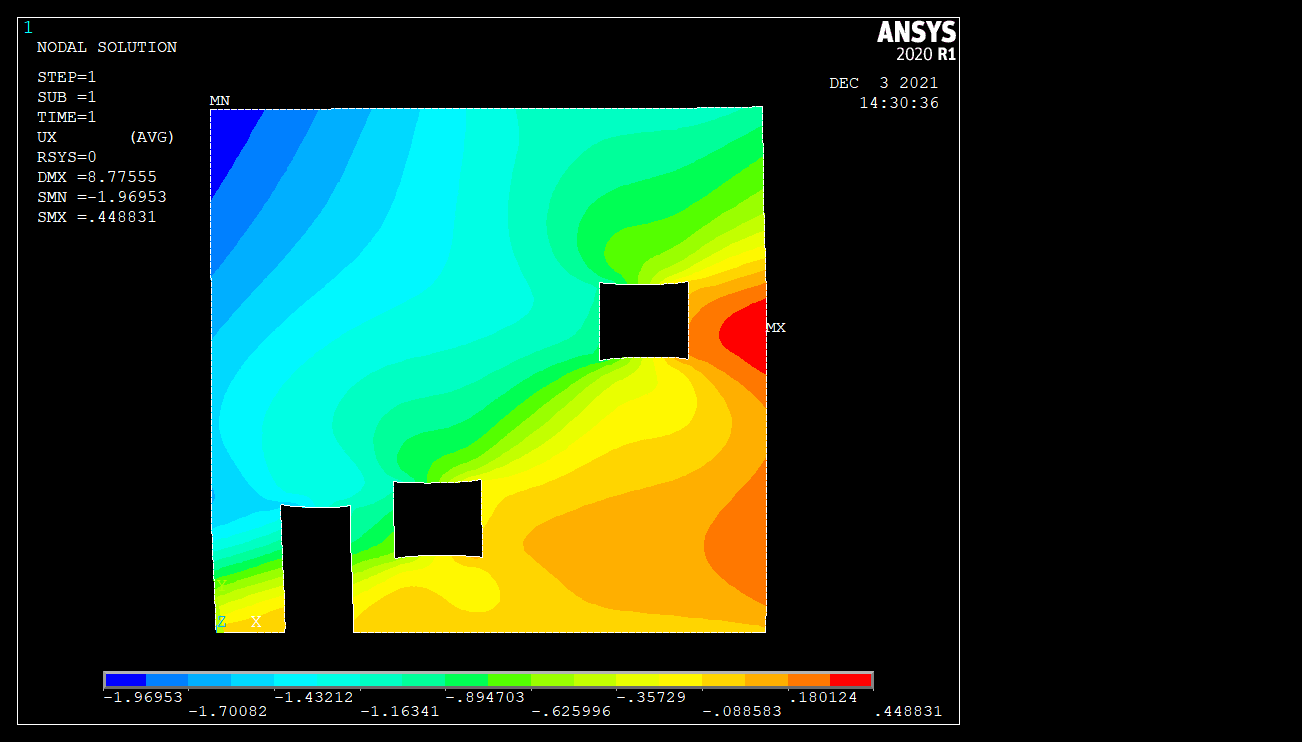 1
ANSYS
2020 R1
NODAL SOLUTION
STEP=1
SUB =1
TIME=1
UX (AVG)
RSYS=0
DMX =8.77555
SMN =-1.96953
SMX =.448831
DEC 3 2021
14:30:36
MN
MX
Y
Z X
-1.96953 -1.43212 -.894703 -.35729 .180124
-1.70082 -1.16341 -.625996 -.088583 .448831